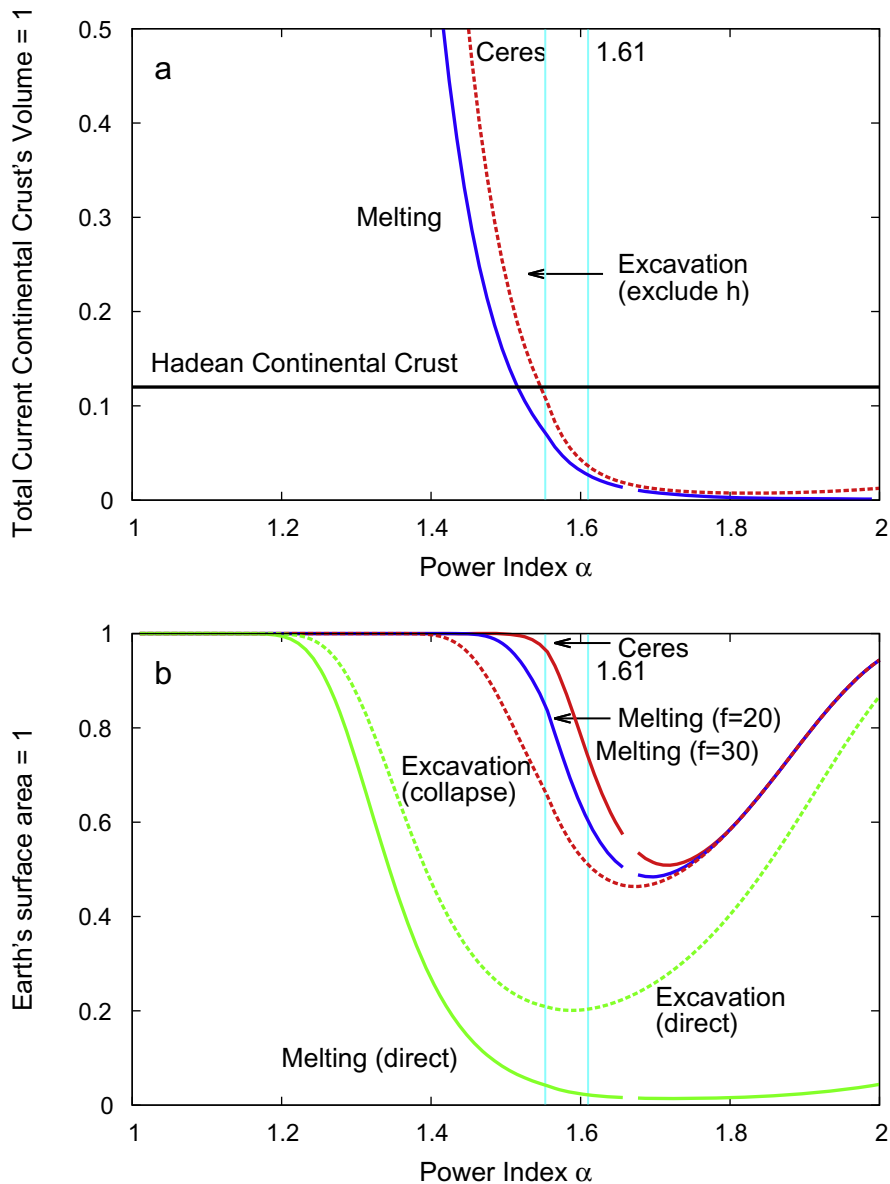 Total Current Continental Crust's Volume = 1
0.5
0.4
0.3
0.2
0.1
0
a
Ceres
1.61
Melting
Excavation
(exclude h)
Hadean Continental Crust
1
1.2
1.4
1.6
1.8
2
Power Index α
Earth's surface area = 1
1
0.8
0.6
0.4
0.2
0
b
Ceres
1.61
Melting (f=20)
Melting (f=30)
Excavation
(collapse)
Excavation
(direct)
Melting (direct)
1
1.2
1.4
1.6
1.8
2
Power Index α